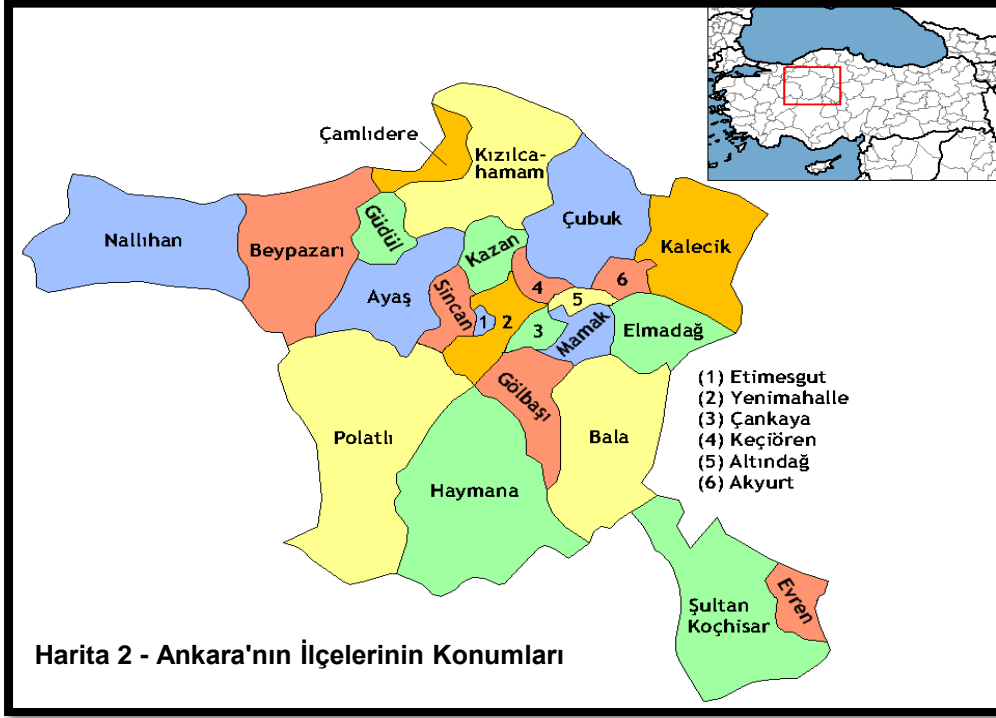 Çamlıdere
Kızılca-
hamam
Nallıhan
Beypazarı
Güdül
Kazan
Çubuk
Kalecik
Ayaş
Sincan
1
2
3
4
5
6
Mamak
Elmadağ
Polatlı
Gölbaşı
Haymana
Bala
(1) Etimesgut
(2) Yenimahalle
(3) Çankaya
(4) Keçiören
(5) Altındağ
(6) Akyurt
Şultan
Koçhisar
Evren
Harita 2 - Ankara'nın İlçelerinin Konumları